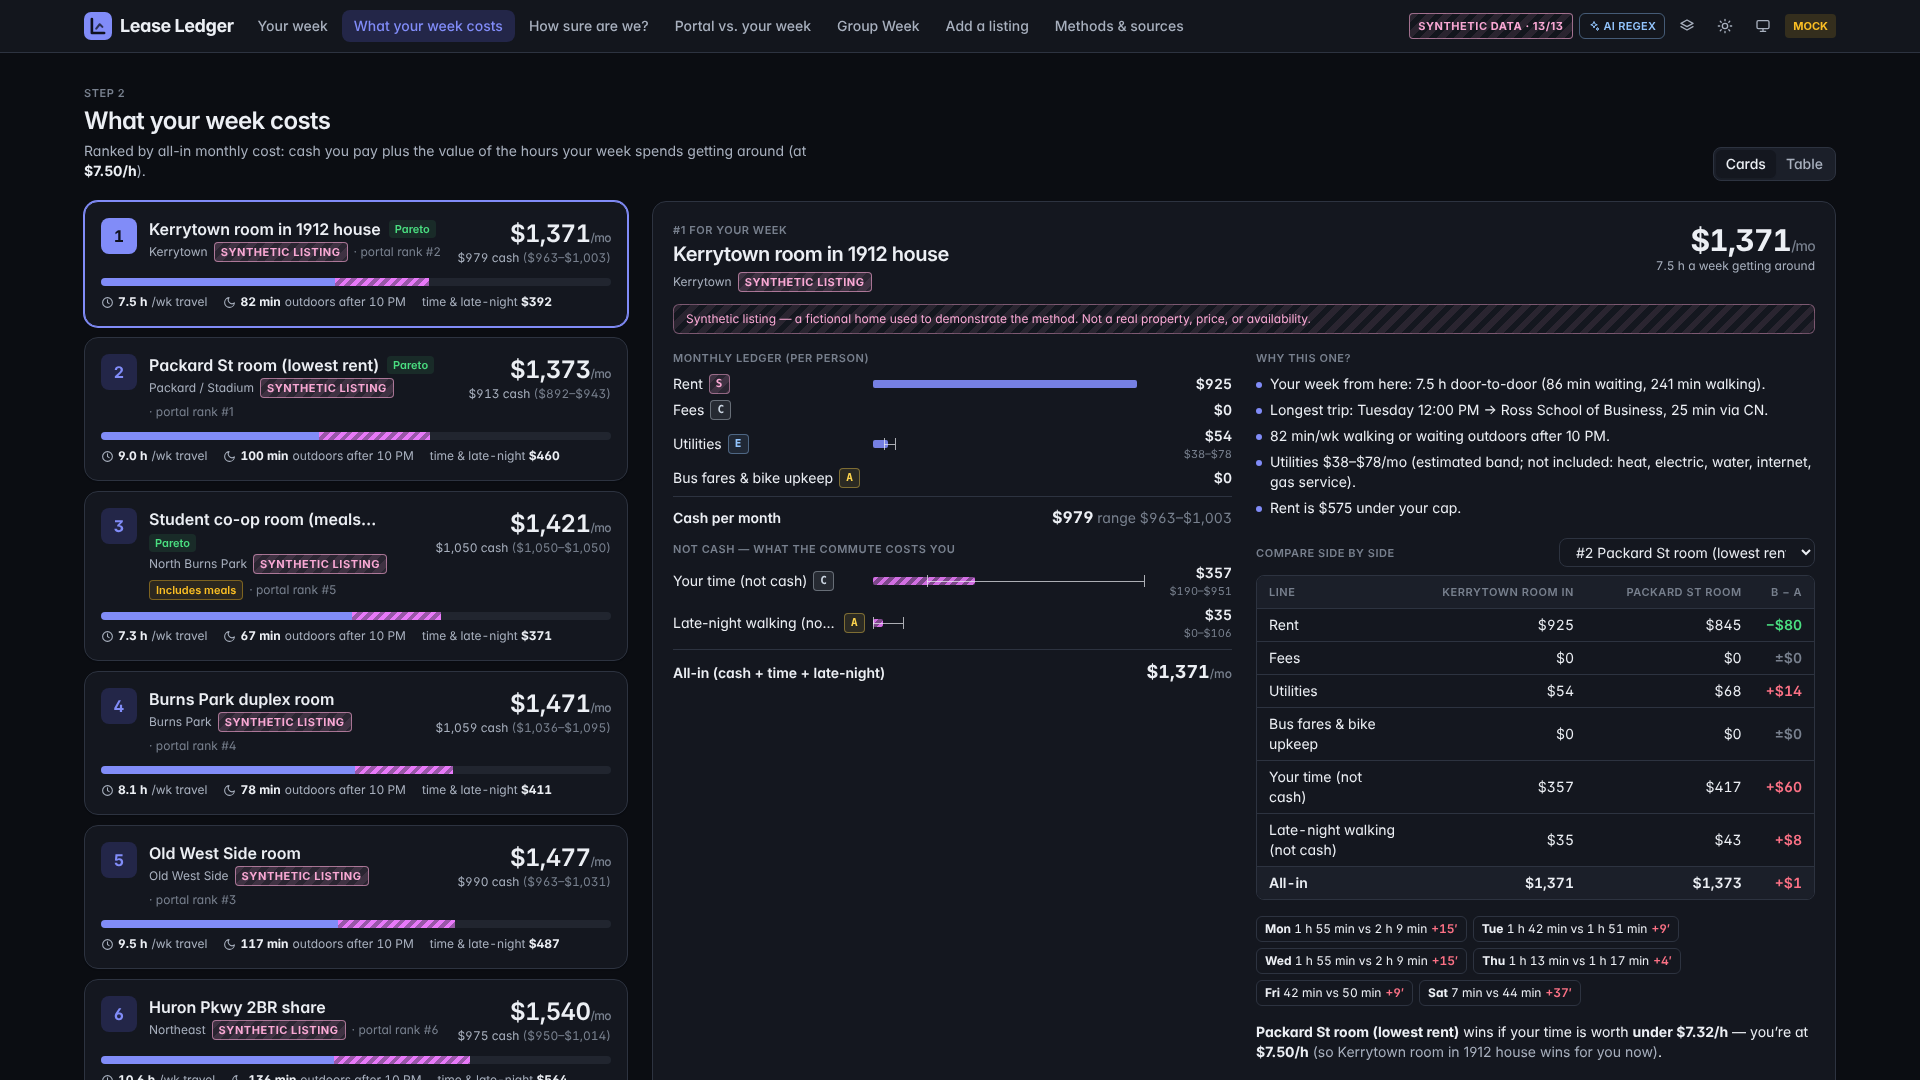 Lease Ledger
Your week
What your week costs
How sure are we?
Portal vs. your week
Group Week
Add a listing
Methods & sources
SYNTHETIC DATA · 13/13
AI REGEX
MOCK
STEP 2
What your week costs
Ranked by all-in monthly cost: cash you pay plus the value of the hours your week spends getting around (at
$7.50/h).
Cards
Table
1
Kerrytown room in 1912 house Pareto
$1,371/mo
Kerrytown SYNTHETIC LISTING · portal rank #2
$979 cash ($963–$1,003)
7.5 h /wk travel 82 min outdoors after 10 PM time & late-night $392
2
Packard St room (lowest rent) Pareto
$1,373/mo
Packard / Stadium SYNTHETIC LISTING
$913 cash ($892–$943)
· portal rank #1
9.0 h /wk travel 100 min outdoors after 10 PM time & late-night $460
3
Student co-op room (meals...
$1,421/mo
Pareto
$1,050 cash ($1,050–$1,050)
North Burns Park SYNTHETIC LISTING
Includes meals · portal rank #5
7.3 h /wk travel 67 min outdoors after 10 PM time & late-night $371
4
Burns Park duplex room
$1,471/mo
Burns Park SYNTHETIC LISTING
$1,059 cash ($1,036–$1,095)
· portal rank #4
8.1 h /wk travel 78 min outdoors after 10 PM time & late-night $411
5
Old West Side room
$1,477/mo
Old West Side SYNTHETIC LISTING
$990 cash ($963–$1,031)
· portal rank #3
9.5 h /wk travel 117 min outdoors after 10 PM time & late-night $487
6
Huron Pkwy 2BR share
$1,540/mo
Northeast SYNTHETIC LISTING · portal rank #6
$975 cash ($950–$1,014)
10.6 h /wk travel 136 min outdoors after 10 PM time & late-night $564
#1 FOR YOUR WEEK
Kerrytown room in 1912 house
$1,371/mo
7.5 h a week getting around
Kerrytown SYNTHETIC LISTING
Synthetic listing — a fictional home used to demonstrate the method. Not a real property, price, or availability.
MONTHLY LEDGER (PER PERSON)
Rent S $925
Fees C $0
Utilities E $54
$38–$78
Bus fares & bike upkeep A $0
Cash per month $979 range $963–$1,003
NOT CASH — WHAT THE COMMUTE COSTS YOU
Your time (not cash) C $357
$190–$951
Late-night walking (no... A $35
$0–$106
All-in (cash + time + late-night) $1,371/mo
WHY THIS ONE?
Your week from here: 7.5 h door-to-door (86 min waiting, 241 min walking).
Longest trip: Tuesday 12:00 PM → Ross School of Business, 25 min via CN.
82 min/wk walking or waiting outdoors after 10 PM.
Utilities $38–$78/mo (estimated band; not included: heat, electric, water, internet,
gas service).
Rent is $575 under your cap.
COMPARE SIDE BY SIDE
#2 Packard St room (lowest ren
LINE KERRYTOWN ROOM IN PACKARD ST ROOM B − A
Rent $925 $845 −$80
Fees $0 $0 ±$0
Utilities $54 $68 +$14
Bus fares & bike
upkeep $0 $0 ±$0
Your time (not
cash) $357 $417 +$60
Late-night walking
(not cash) $35 $43 +$8
All-in $1,371 $1,373 +$1
Mon 1 h 55 min vs 2 h 9 min +15′
Tue 1 h 42 min vs 1 h 51 min +9′
Wed 1 h 55 min vs 2 h 9 min +15′
Thu 1 h 13 min vs 1 h 17 min +4′
Fri 42 min vs 50 min +9′
Sat 7 min vs 44 min +37′
Packard St room (lowest rent) wins if your time is worth under $7.32/h — you’re at
$7.50/h (so Kerrytown room in 1912 house wins for you now).